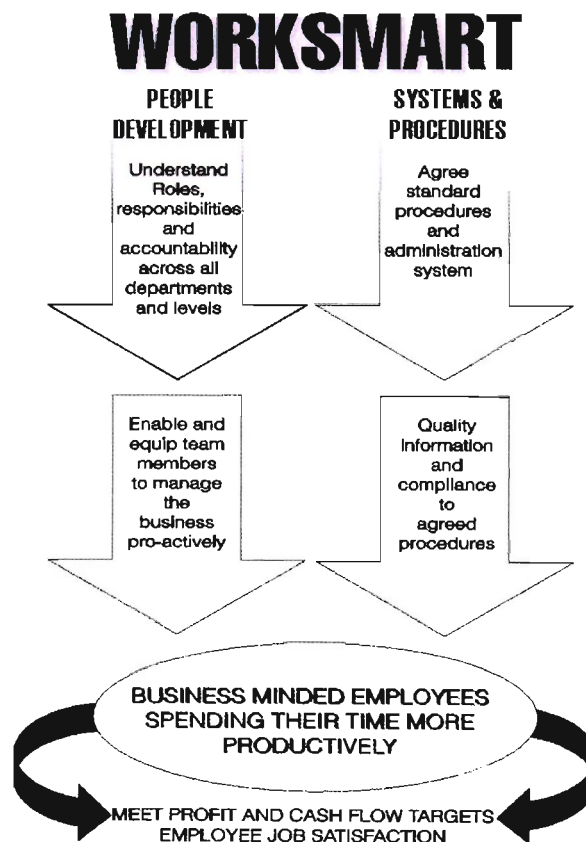 WORKSMART
PEOPLE
DEVELOPMENT
Understand
Roles,
responsibilities
and
accountability
across all
departments
and levels
Enable and
equip team
members
to manage
the
business
pro-actively
SYSTEMS &
PROCEDURES
Agree
standard
procedures
and
administration
system
Quality
Information
and
compliance
to
agreed
procedures
BUSINESS MINDED EMPLOYEES
SPENDING THEIR TIME MORE
PRODUCTIVELY
MEET PROFIT AND CASH FLOW TARGETS
EMPLOYEE JOB SATISFACTION